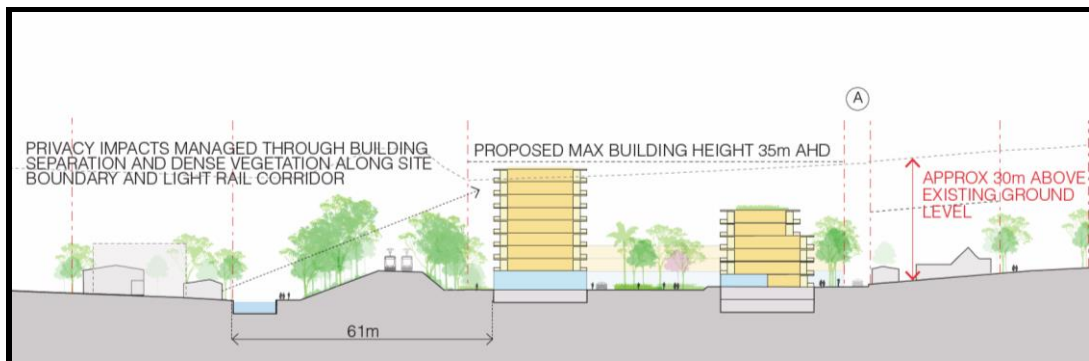 A
PRIVACY IMPACTS MANAGED THROUGH BUILDING
SEPARATION AND DENSE VEGETATION ALONG SITE
BOUNDARY AND LIGHT RAIL CORRIDOR
PROPOSED MAX BUILDING HEIGHT 35m AHD
APPROX 30m ABOVE
EXISTING GROUND
LEVEL
61m